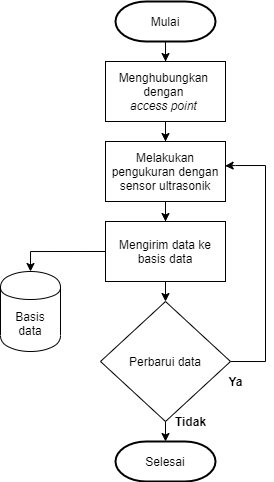 Mulai
Menghubungkan
dengan
access point
Melakukan
pengukuran dengan
sensor ultrasonik
Mengirim data ke
basis data
Basis
data
Perbarui data
Ya
Tidak
Selesai